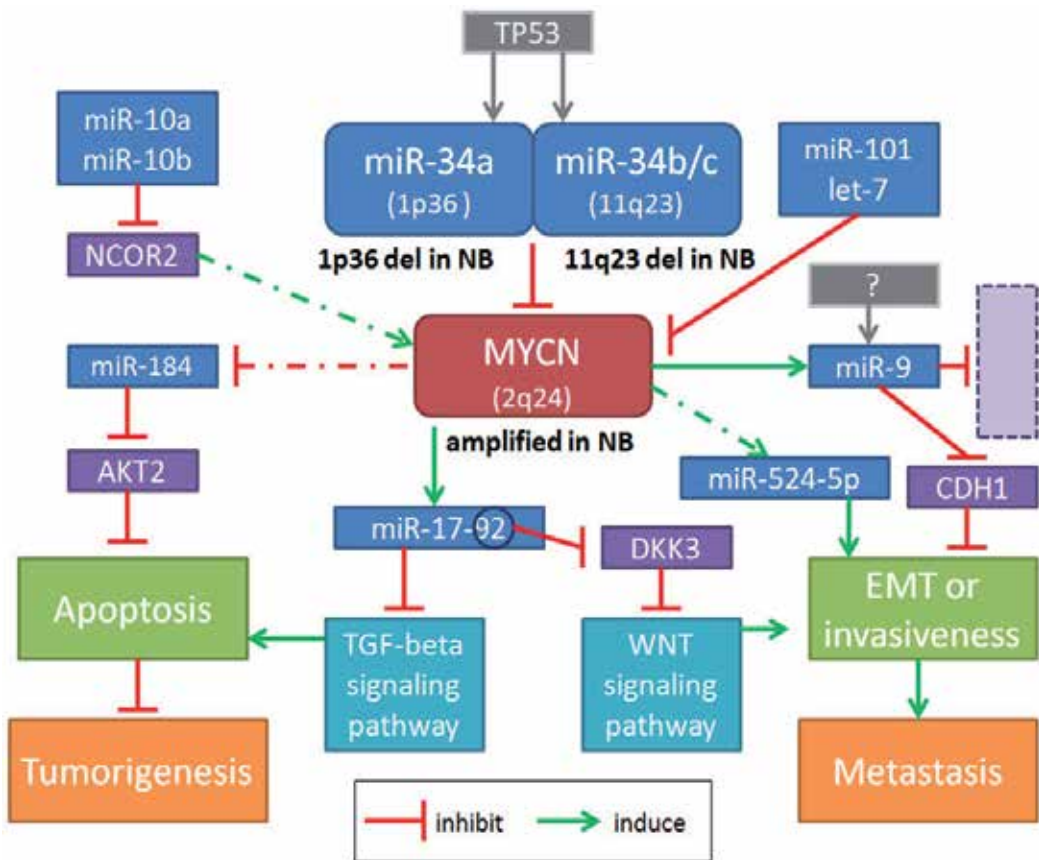 TP53
miR-10a
miR-10b
miR-34a
(1p36)
miR-34b/c
(11q23)
miR-101
let-7
NCOR2
1p36 del in NB
11q23 del in NB
?
MYCN
(2q24)
amplified in NB
miR-184
miR-9
AKT2
miR-524-5p
CDH1
miR-17-92
DKK3
Apoptosis
TGF-beta
signaling
pathway
WNT
signaling
pathway
EMT or
invasiveness
Tumorigenesis
Metastasis
inhibit
induce